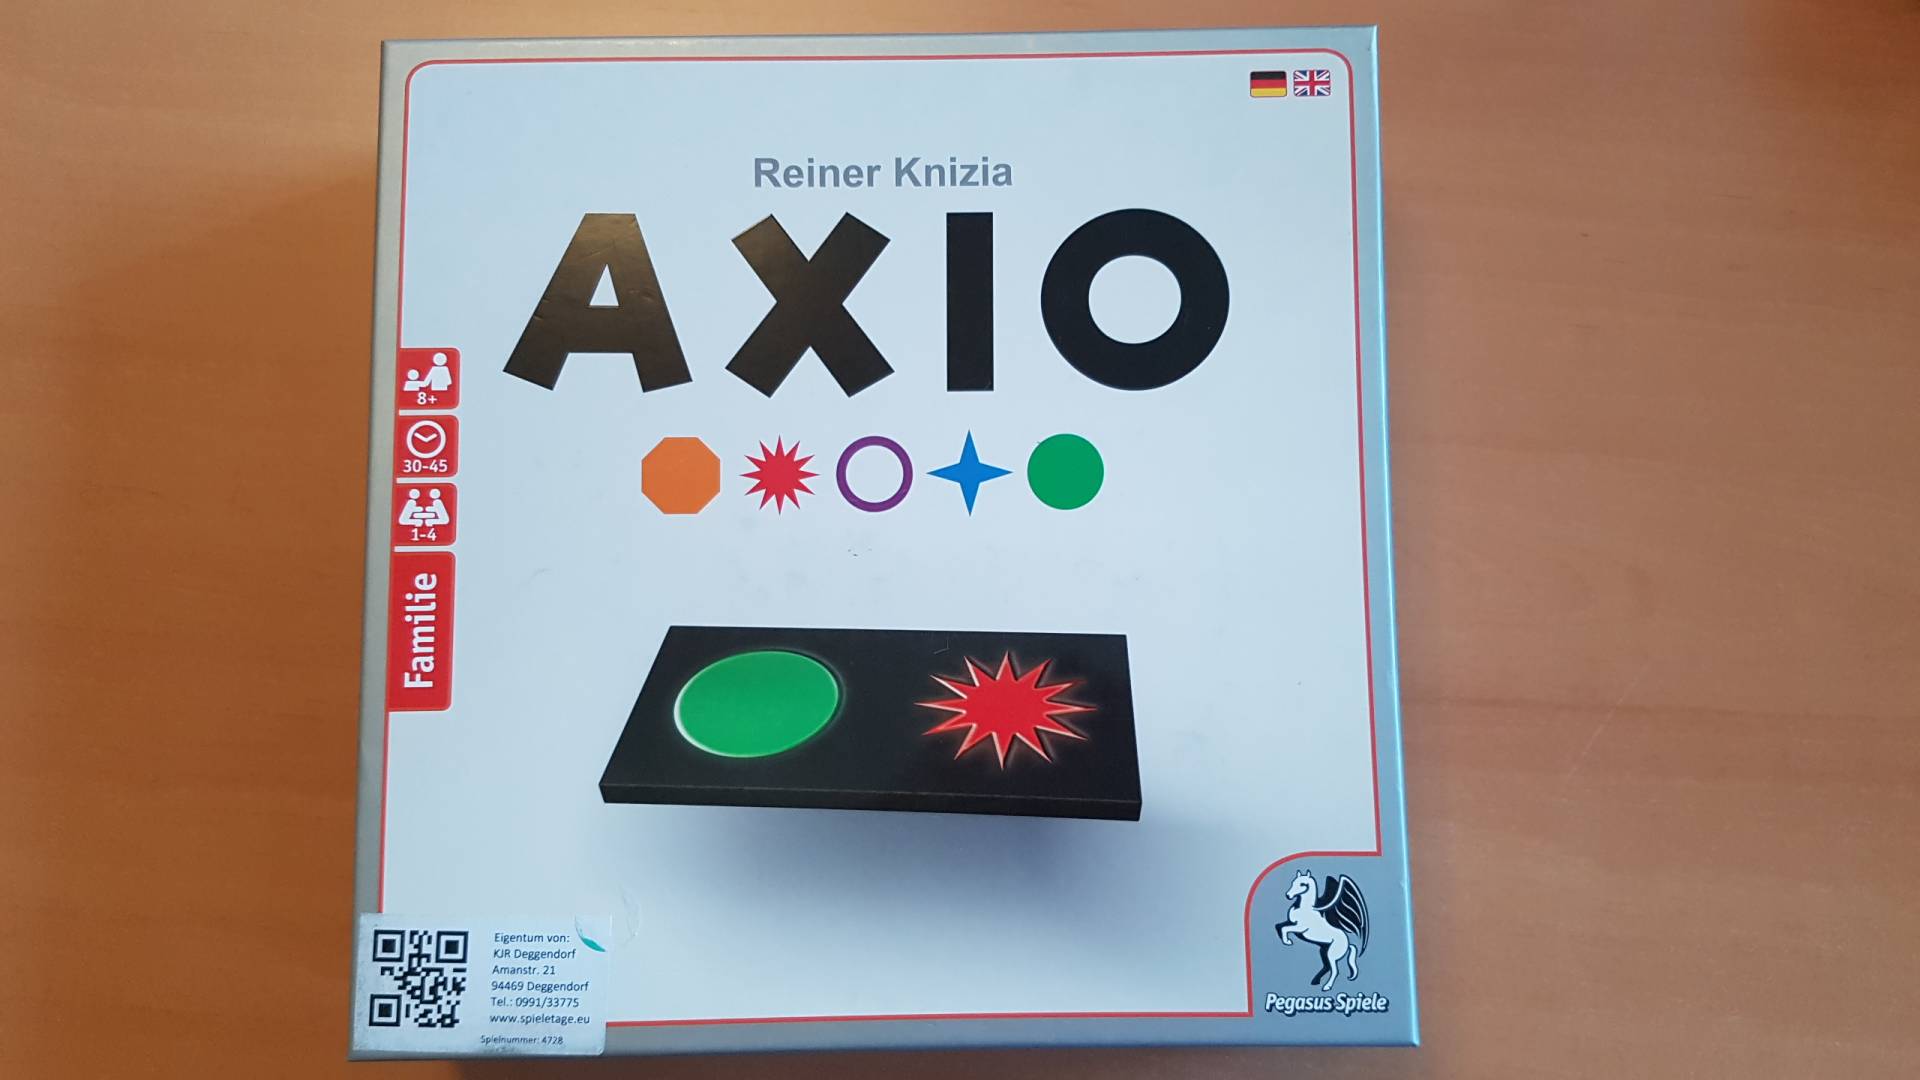 Reiner Knizia
AXIO
8+
30-45
1-4
Familie
Eigentum von:
KJR Deggendorf
Amanstr. 21
94469 Deggendorf
Tel.: 0991/33775
www.spieletage.eu
Spielnummer: 4728
Pegasus Spiele